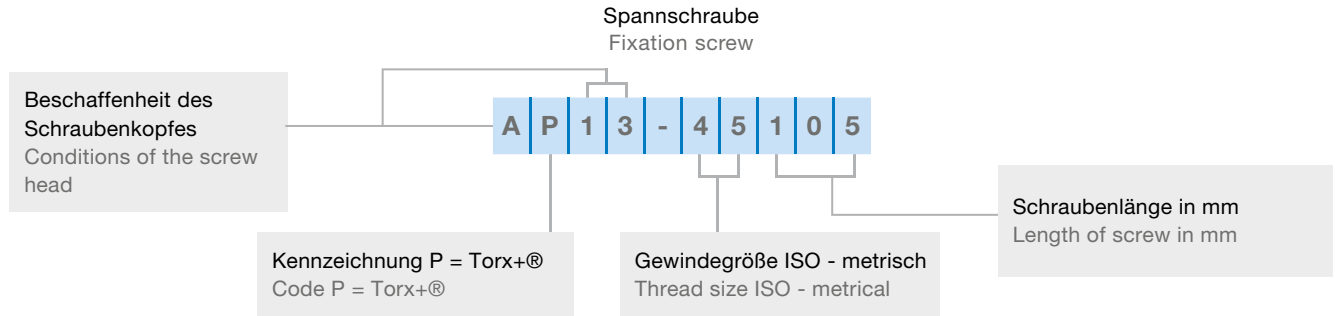 Spannschraube
Fixation screw
Beschaffenheit des
Schraubenkopfes
Conditions of the screw
head
A P 1 3 - 4 5 1 0 5
Schraubenlänge in mm
Length of screw in mm
Kennzeichnung P = Torx+®
Code P = Torx+®
Gewindegröße ISO - metrisch
Thread size ISO - metrical